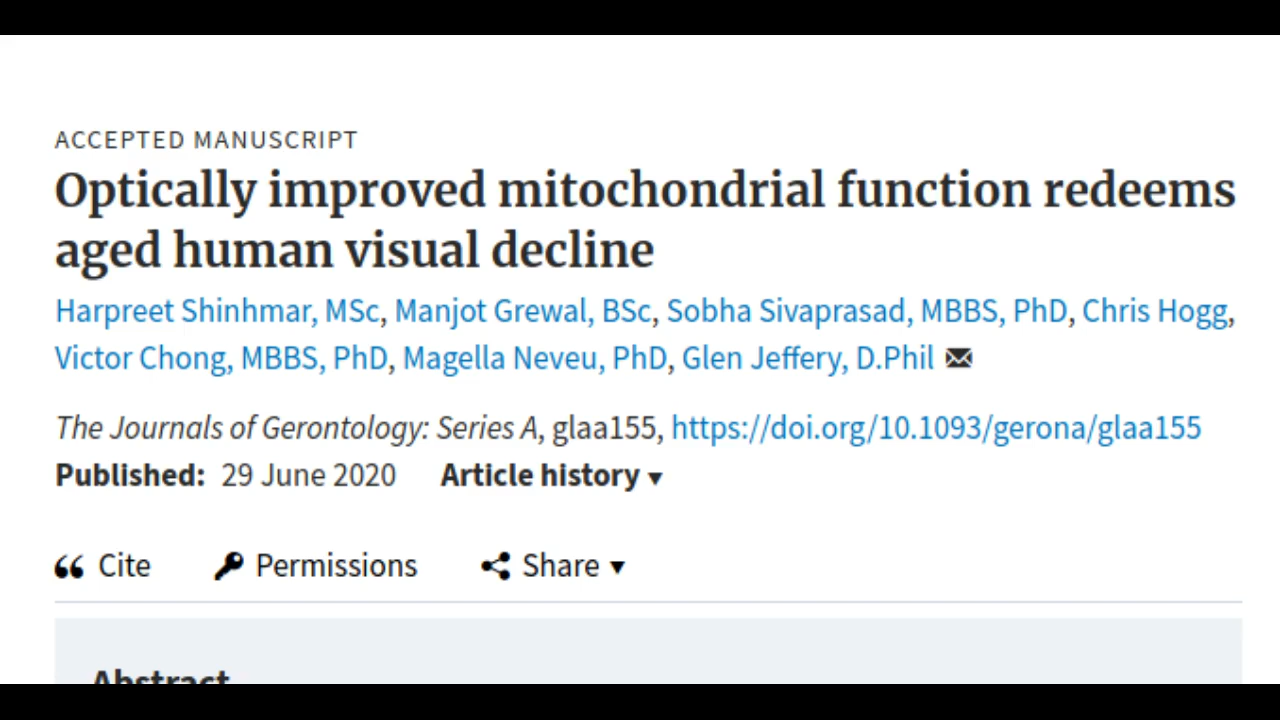 ACCEPTED MANUSCRIPT
Optically improved mitochondrial function redeems
aged human visual decline
Harpreet Shinhmar, MSc, Manjot Grewal, BSc, Sobha Sivaprasad, MBBS, PhD, Chris Hogg,
Victor Chong, MBBS, PhD, Magella Neveu, PhD, Glen Jeffery, D.Phil
The Journals of Gerontology: Series A, glaa155, https://doi.org/10.1093/gerona/glaa155
Published: 29 June 2020 Article history
Cite Permissions Share
Abstract